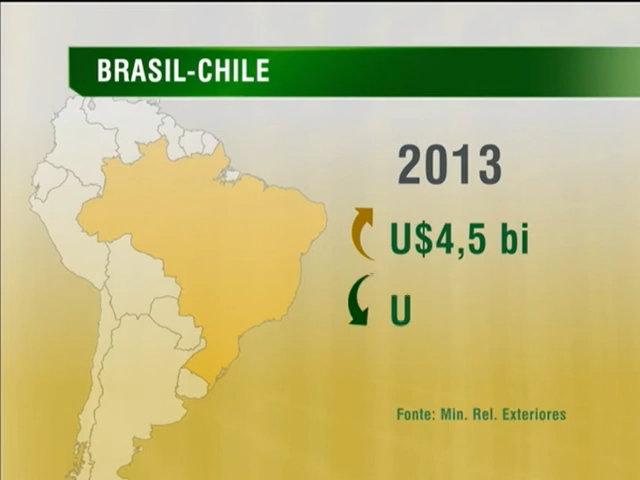 BRASIL-CHILE
2013
U$4,5 bi
U
Fonte: Min. Rel. Exteriores